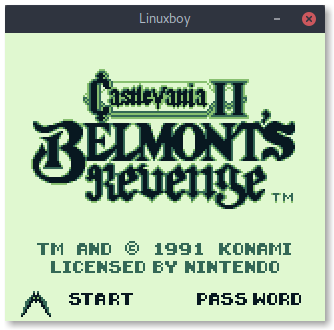 Linuxboy
Castlevania II
BELMONT'S
Revenge TM
TM AND © 1991 KONAMI
LICENSED BY NINTENDO
START PASS WORD